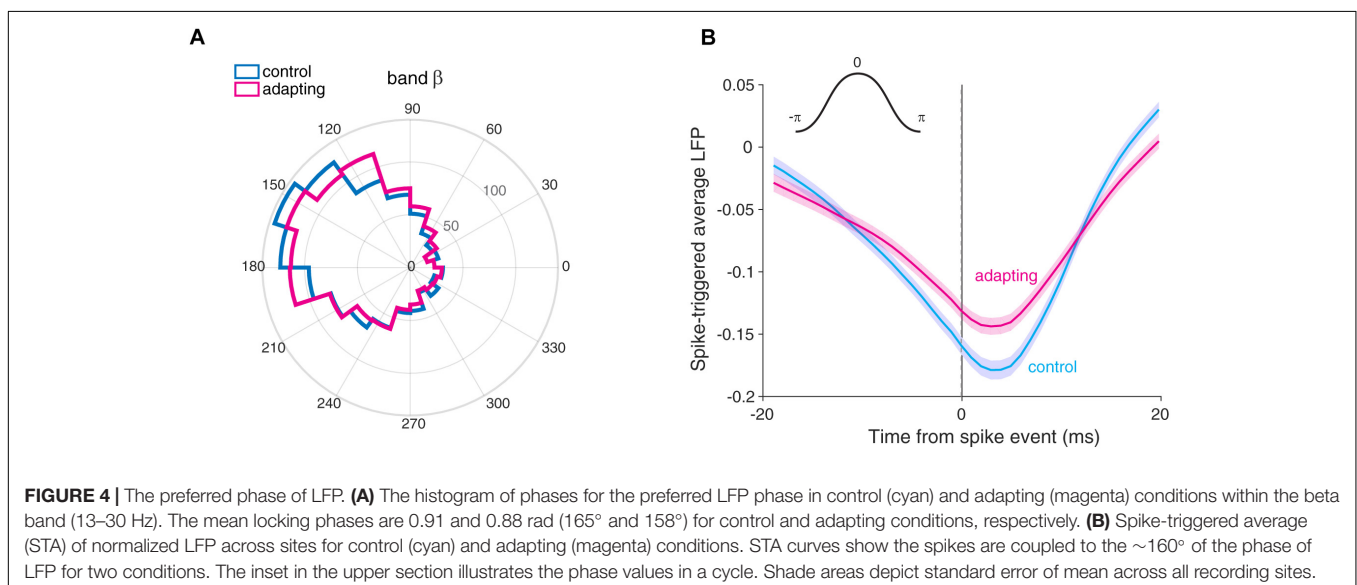 A
control
adapting
band β
90
120
60
150
100
30
50
180
0
0
210
330
240
300
270
B
0
-π
π
0.05
0
-0.05
-0.1
-0.15
-0.2
Spike-triggered average LFP
adapting
control
-20
0
20
Time from spike event (ms)
FIGURE 4 | The preferred phase of LFP. (A) The histogram of phases for the preferred LFP phase in control (cyan) and adapting (magenta) conditions within the beta
band (13–30 Hz). The mean locking phases are 0.91 and 0.88 rad (165° and 158°) for control and adapting conditions, respectively. (B) Spike-triggered average
(STA) of normalized LFP across sites for control (cyan) and adapting (magenta) conditions. STA curves show the spikes are coupled to the ∼160° of the phase of
LFP for two conditions. The inset in the upper section illustrates the phase values in a cycle. Shade areas depict standard error of mean across all recording sites.